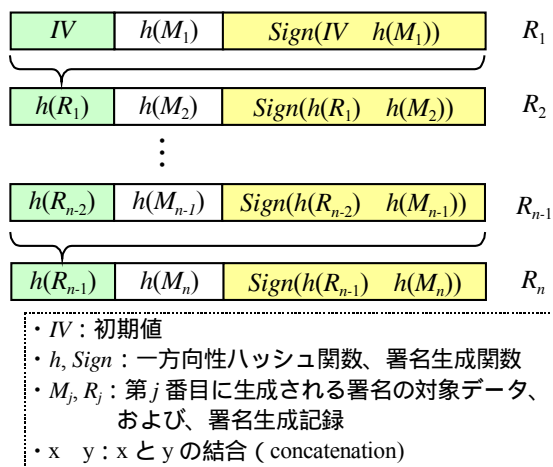 IV h(M1) Sign(IV h(M1)) R1
h(R1) h(M2) Sign(h(R1) h(M2)) R2
⋮
h(Rn-2) h(Mn-1) Sign(h(Rn-2) h(Mn-1)) Rn-1
h(Rn-1) h(Mn) Sign(h(Rn-1) h(Mn)) Rn
・IV：初期値
・h, Sign：一方向性ハッシュ関数、署名生成関数
・Mj, Rj：第 j 番目に生成される署名の対象データ、
および、署名生成記録
・x y：x と y の結合（concatenation)